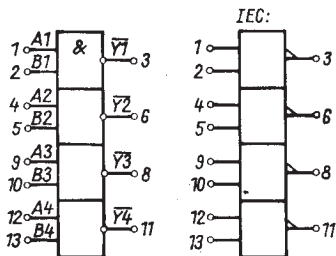 IEC:
1 A1 & Y1 3
2 B1
4 A2 Y2 6
5 B2
9 A3 Y3 8
10 B3
12 A4 Y4 11
13 B4
1 3
2
4 6
5
9 8
10
12 11
13